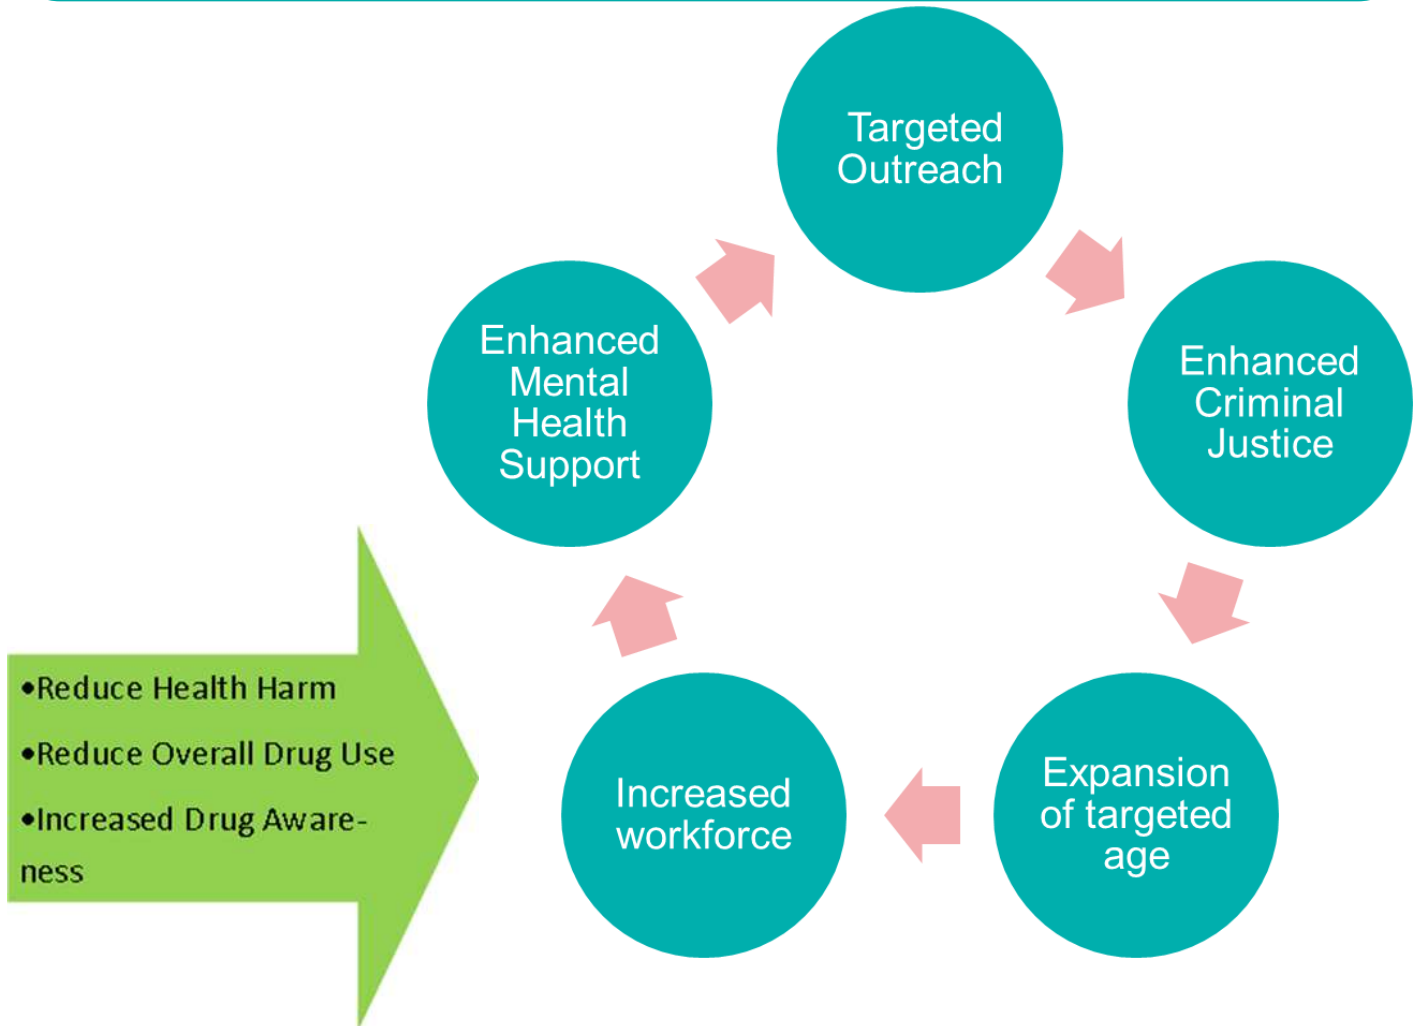 Targeted
Outreach
Enhanced
Criminal
Justice
Expansion
of targeted
age
Increased
workforce
Enhanced
Mental
Health
Support
•Reduce Health Harm
•Reduce Overall Drug Use
•Increased Drug Aware-
ness